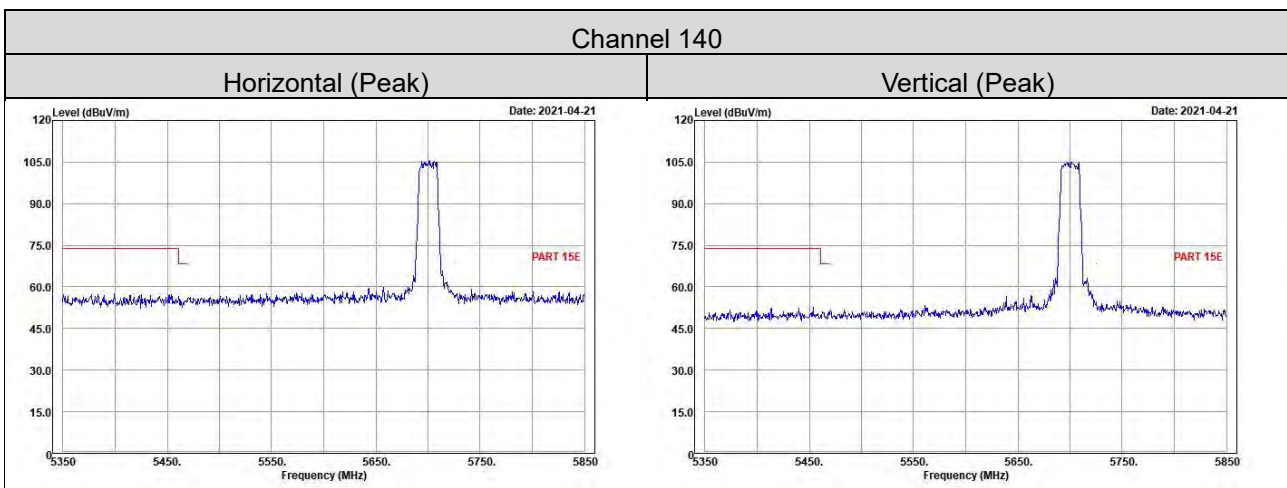 Channel 140
Horizontal (Peak) Vertical (Peak)
Level (dBuV/m) Date: 2021-04-21
120
105.0
90.0
75.0
PART 15E
60.0
45.0
30.0
15.0
0
5350 5450. 5550. 5650. 5750. 5850
Frequency (MHz)
Level (dBuV/m) Date: 2021-04-21
120
105.0
90.0
75.0
PART 15E
60.0
45.0
30.0
15.0
0
5350 5450. 5550. 5650. 5750. 5850
Frequency (MHz)